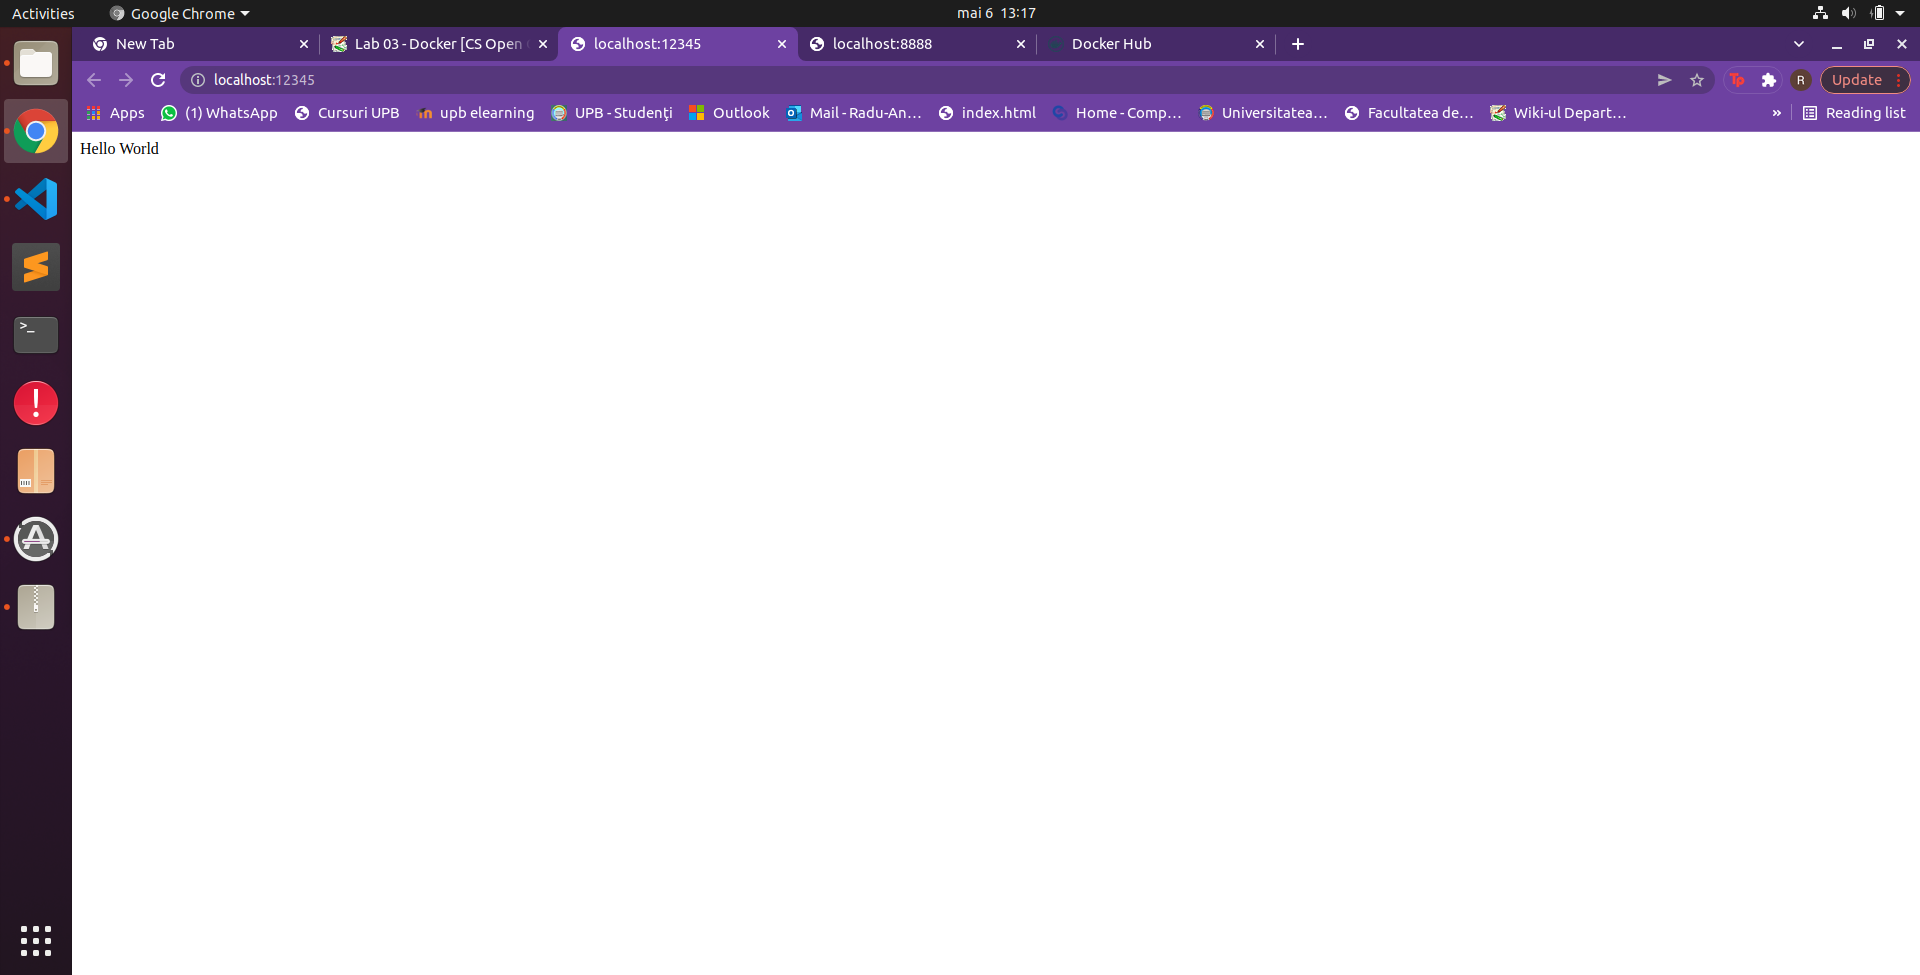 Activities Google Chrome mai 6 13:17
New Tab Lab 03 - Docker [CS Open localhost:12345 localhost:8888 Docker Hub
localhost:12345 Tp R Update
Apps (1) WhatsApp Cursuri UPB upb elearning UPB - Studenți Outlook Mail - Radu-An... index.html Home - Comp... Universitatea... Facultatea de... Wiki-ul Depart... » Reading list
Hello World
>_